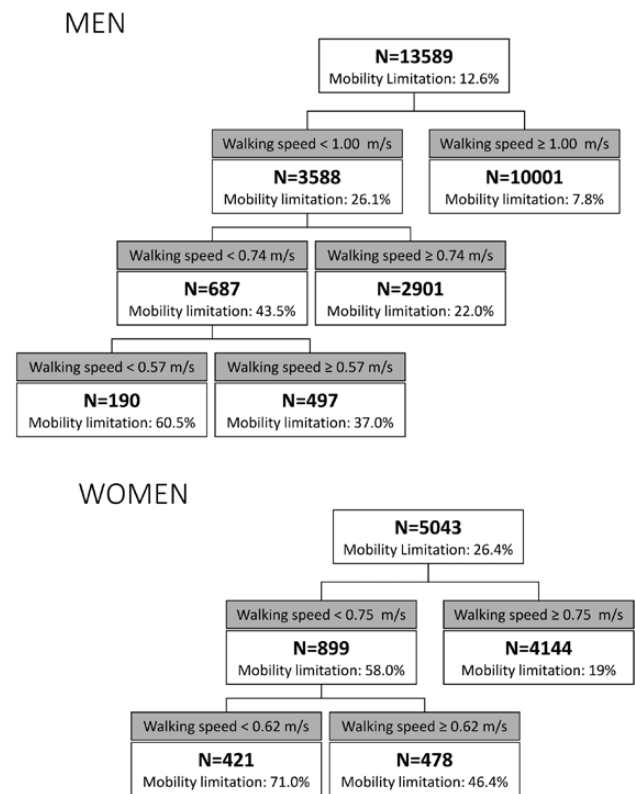 MEN
N=13589
Mobility Limitation: 12.6%
Walking speed < 1.00 m/s
Walking speed ≥ 1.00 m/s
N=3588
Mobility limitation: 26.1%
N=10001
Mobility limitation: 7.8%
Walking speed < 0.74 m/s
Walking speed ≥ 0.74 m/s
N=687
Mobility limitation: 43.5%
N=2901
Mobility limitation: 22.0%
Walking speed < 0.57 m/s
Walking speed ≥ 0.57 m/s
N=190
Mobility limitation: 60.5%
N=497
Mobility limitation: 37.0%
WOMEN
N=5043
Mobility Limitation: 26.4%
Walking speed < 0.75 m/s
Walking speed ≥ 0.75 m/s
N=899
Mobility limitation: 58.0%
N=4144
Mobility limitation: 19%
Walking speed < 0.62 m/s
Walking speed ≥ 0.62 m/s
N=421
Mobility limitation: 71.0%
N=478
Mobility limitation: 46.4%